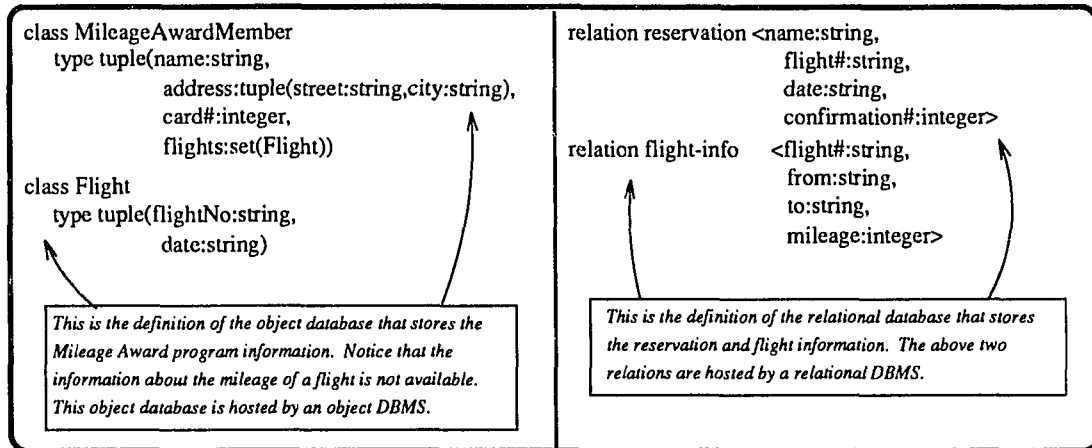 class MileageAwardMember
type tuple(name:string,
address:tuple(street:string,city:string),
card#:integer,
flights:set(Flight))
class Flight
type tuple(flightNo:string,
date:string)
This is the definition of the object database that stores the
Mileage Award program information. Notice that the
information about the mileage of a flight is not available.
This object database is hosted by an object DBMS.
relation reservation <name:string,
flight#:string,
date:string,
confirmation#:integer>
relation flight-info <flight#:string,
from:string,
to:string,
mileage:integer>
This is the definition of the relational database that stores
the reservation and flight information. The above two
relations are hosted by a relational DBMS.